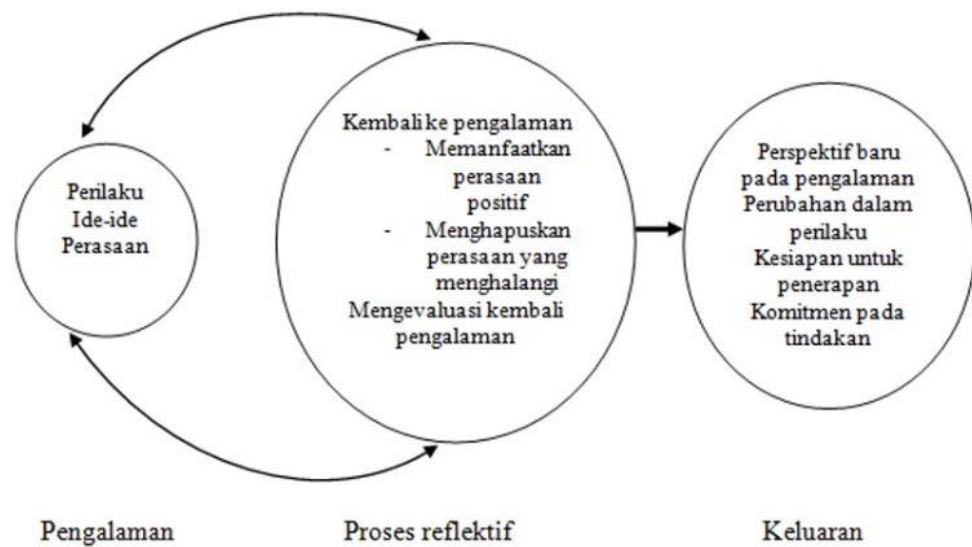 Perilaku
Ide-ide
Perasaan
Kembali ke pengalaman
- Memanfaatkan
perasaan
positif
- Menghapuskan
perasaan yang
menghalangi
Mengevaluasi kembali
pengalaman
Perspektif baru
pada pengalaman
Perubahan dalam
perilaku
Kesiapan untuk
penerapan
Komitmen pada
tindakan
Pengalaman
Proses reflektif
Keluaran